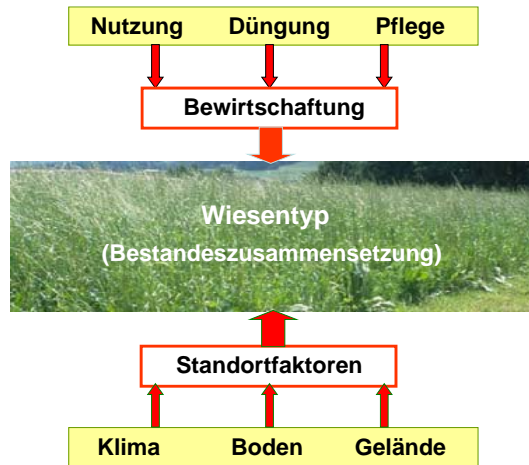 Nutzung Düngung Pflege
Bewirtschaftung
Wiesentyp
(Bestandeszusammensetzung)
Standortfaktoren
Klima Boden Gelände